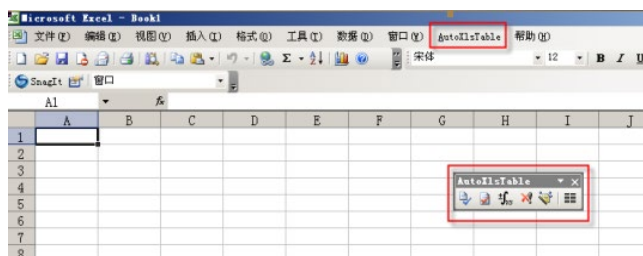 Microsoft Excel - Book1
文件(F) 编辑(E) 视图(V) 插入(I) 格式(O) 工具(T) 数据(D) 窗口(W) AutoXlsTable 帮助(H)
Σ 宋体 12 B I U
SnagIt 窗口
A1 fx
A B C D E F G H I J
1
2
3
AutoXlsTable
4
5
6
7
8